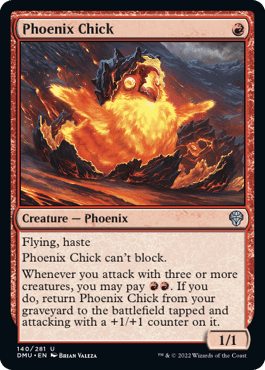 Phoenix Chick
Creature — Phoenix
Flying, haste
Phoenix Chick can't block.
Whenever you attack with three or more
creatures, you may pay. If you
do, return Phoenix Chick from your
graveyard to the battlefield tapped and
attacking with a +1/+1 counter on it.
1/1
140/281 U
DMU • EN BRIAN VALEZA
™ & © 2022 Wizards of the Coast